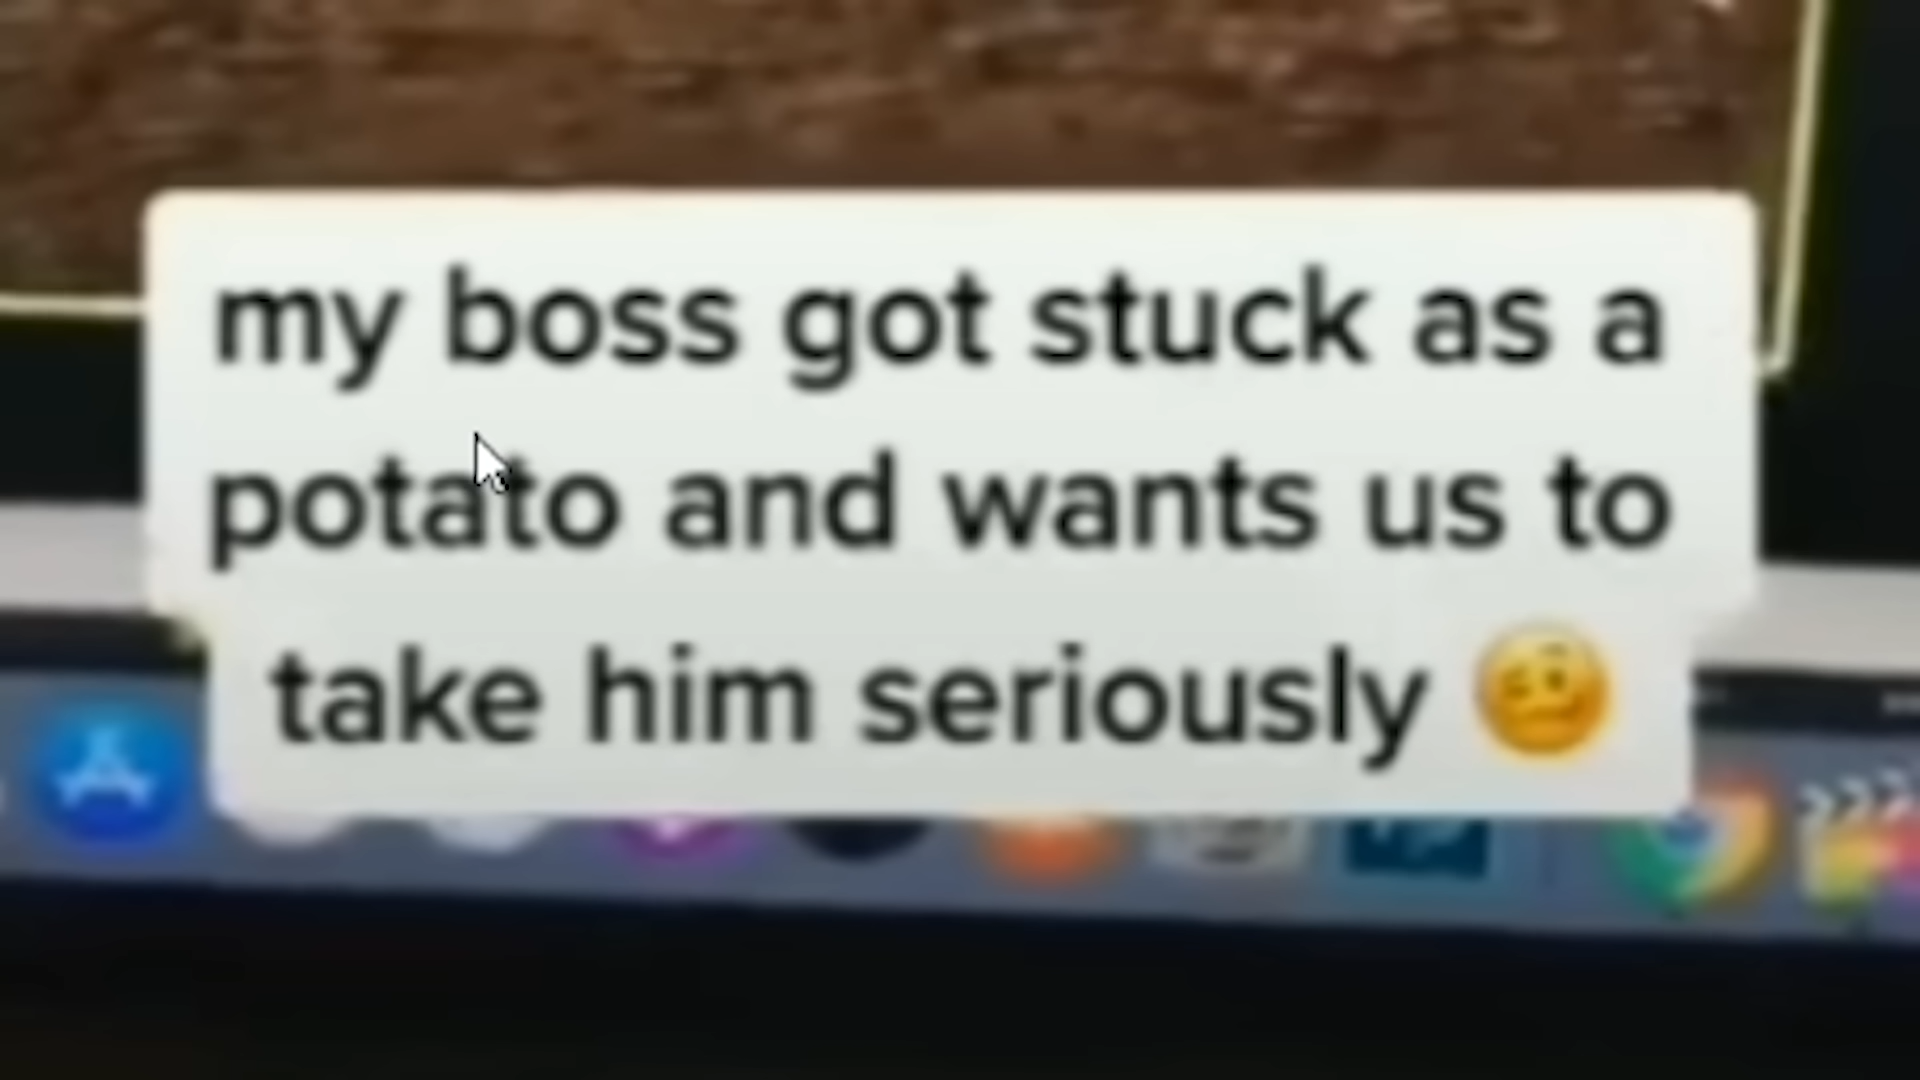 my boss got stuck as a
potato and wants us to
take him seriously 🥴